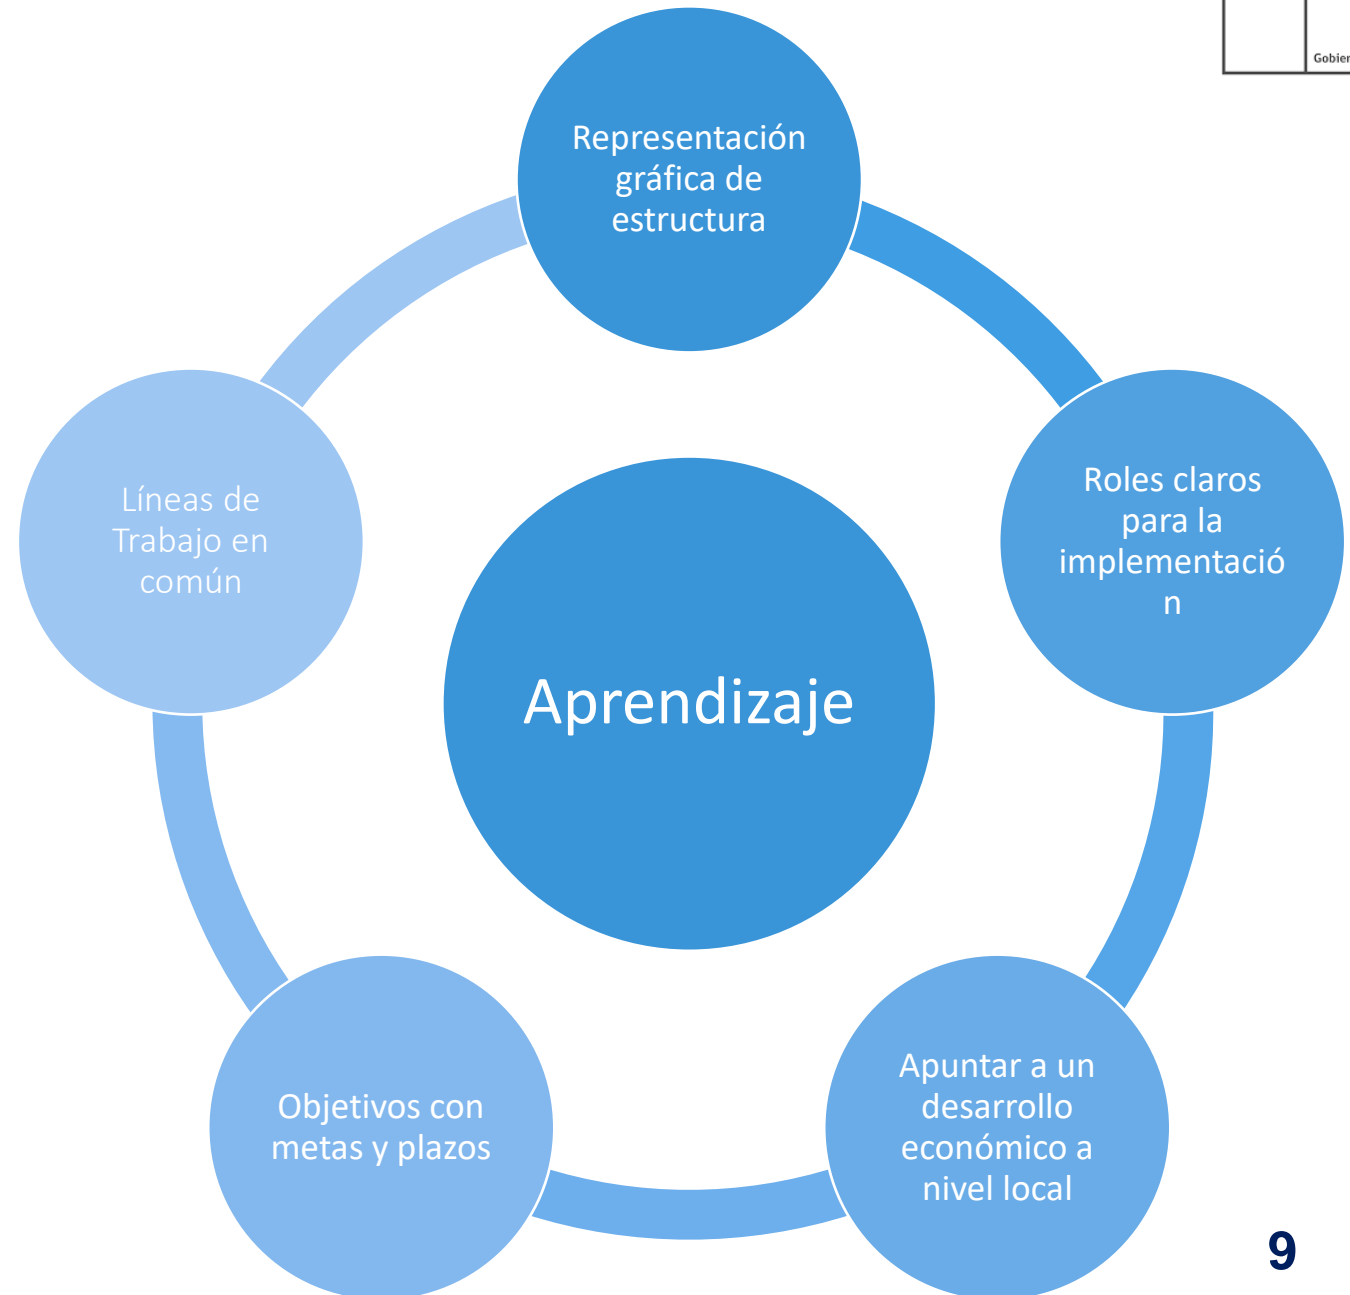 Gobier
Representación
gráfica de
estructura
Roles claros
para la
implementació
n
Apuntar a un
desarrollo
económico a
nivel local
Objetivos con
metas y plazos
Líneas de
Trabajo en
común
Aprendizaje
9